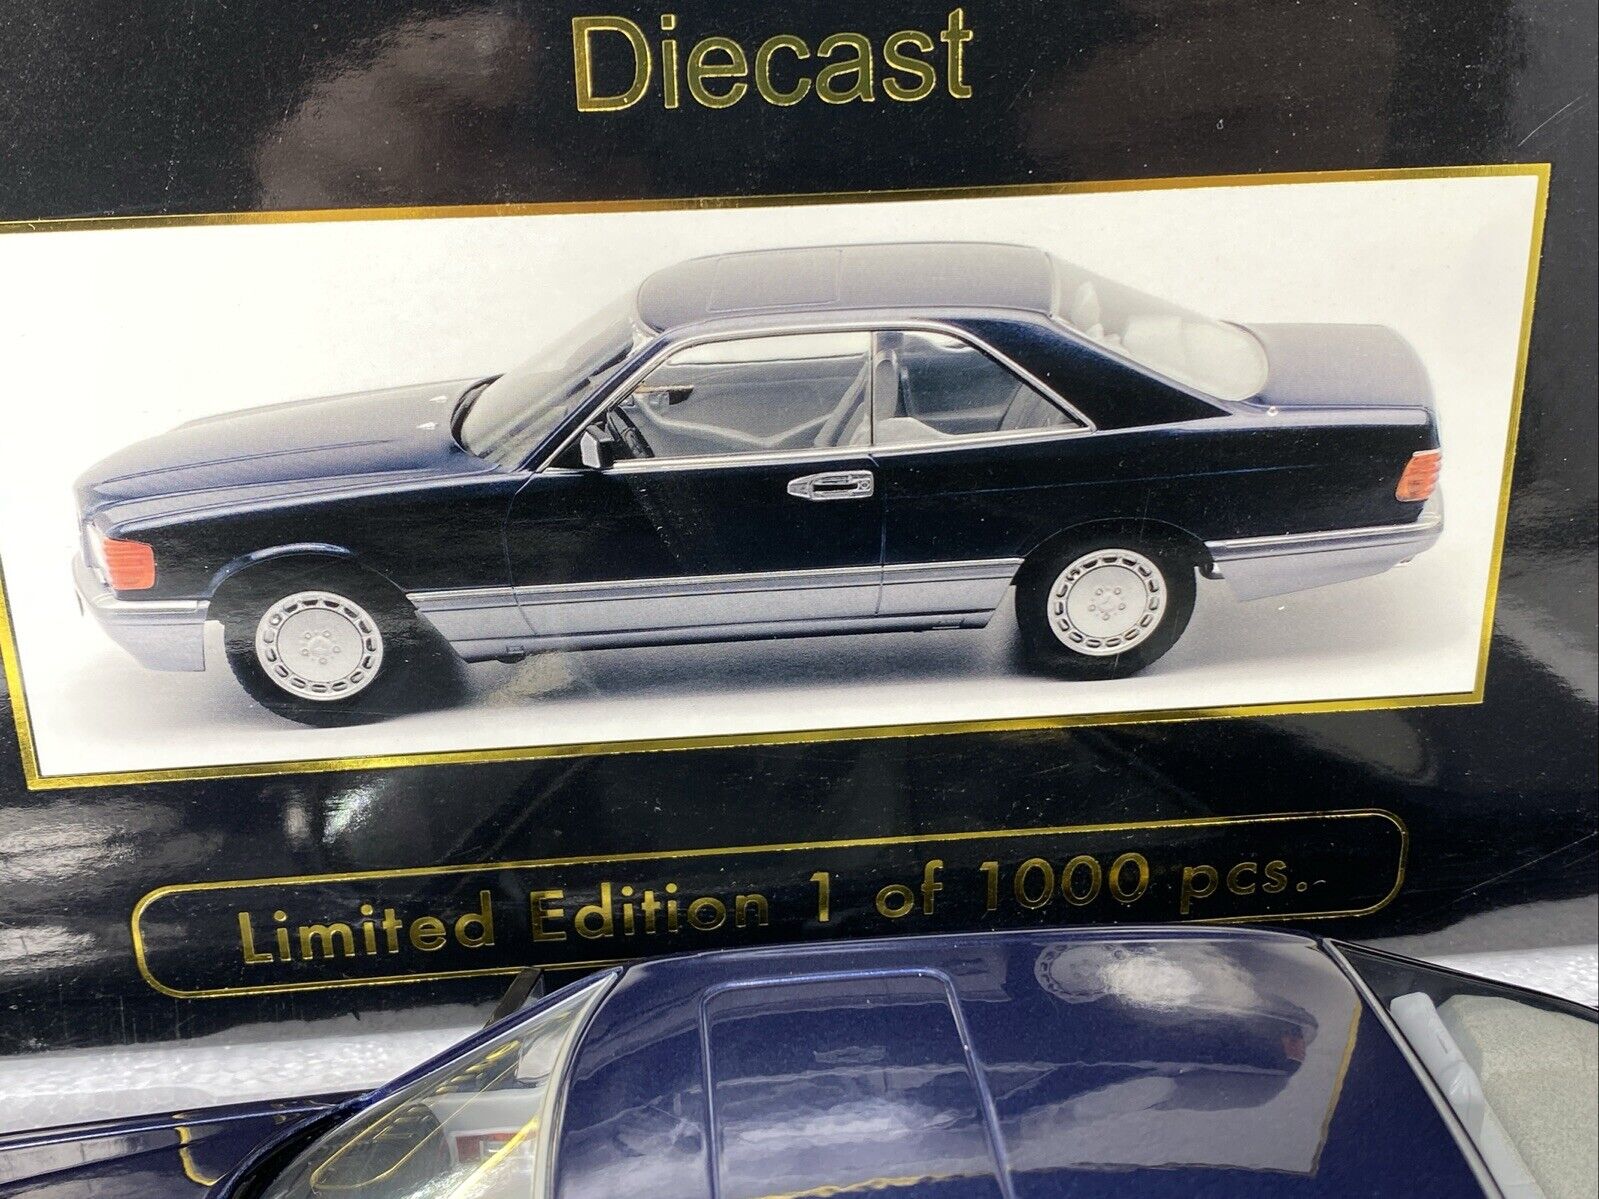 Diecast
Limited Edition 1 of 1000 pcs.